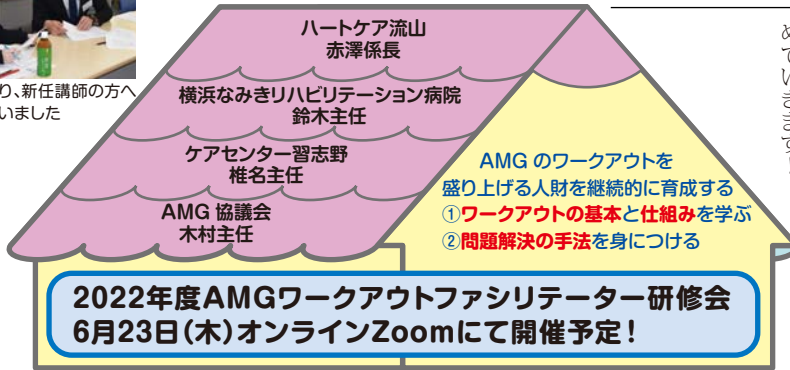 り、新任講師の方へ
いました
ハートケア流山
赤澤係長
横浜なみきリハビリテーション病院
鈴木主任
ケアセンター習志野
椎名主任
AMG 協議会
木村主任
AMG のワークアウトを
盛り上げる人財を継続的に育成する
①ワークアウトの基本と仕組みを学ぶ
②問題解決の手法を身につける
2022年度AMGワークアウトファシリテーター研修会
6月23日(木)オンラインZoomにて開催予定!
めていきます!